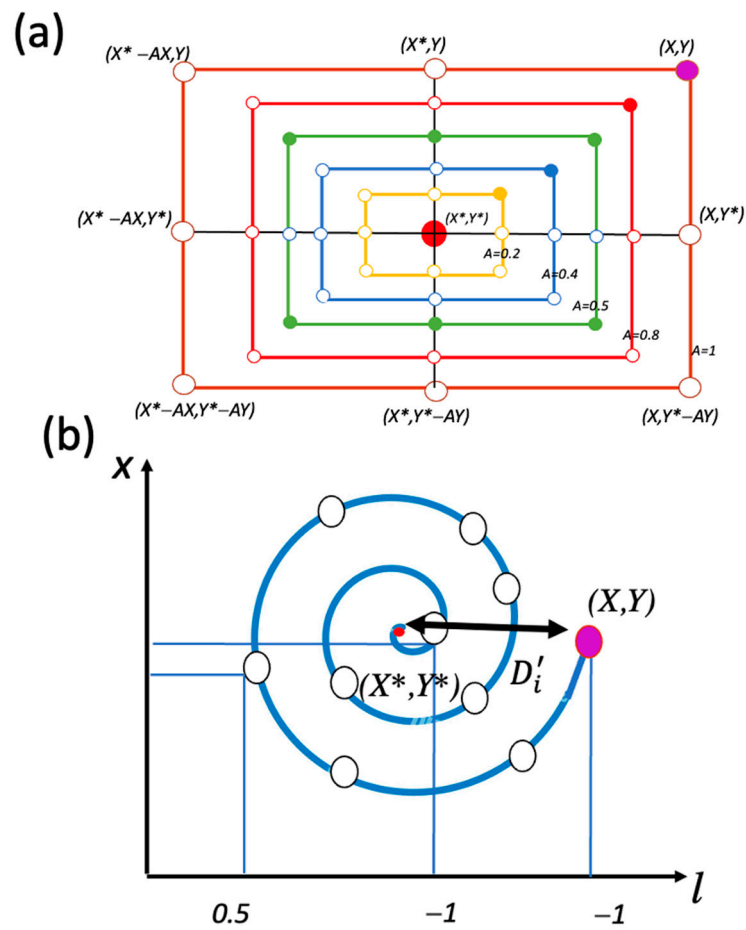 (a)
(X* −AX,Y)
(X*,Y)
(X,Y)
(X* −AX,Y*)
(X*,Y*)
(X,Y*)
A=0.2
A=0.4
A=0.5
A=0.8
A=1
(X*−AX,Y*−AY)
(X*,Y*−AY)
(X,Y*−AY)
(b)
X
(X,Y)
(X*,Y*)
D′i
l
0.5
−1
−1